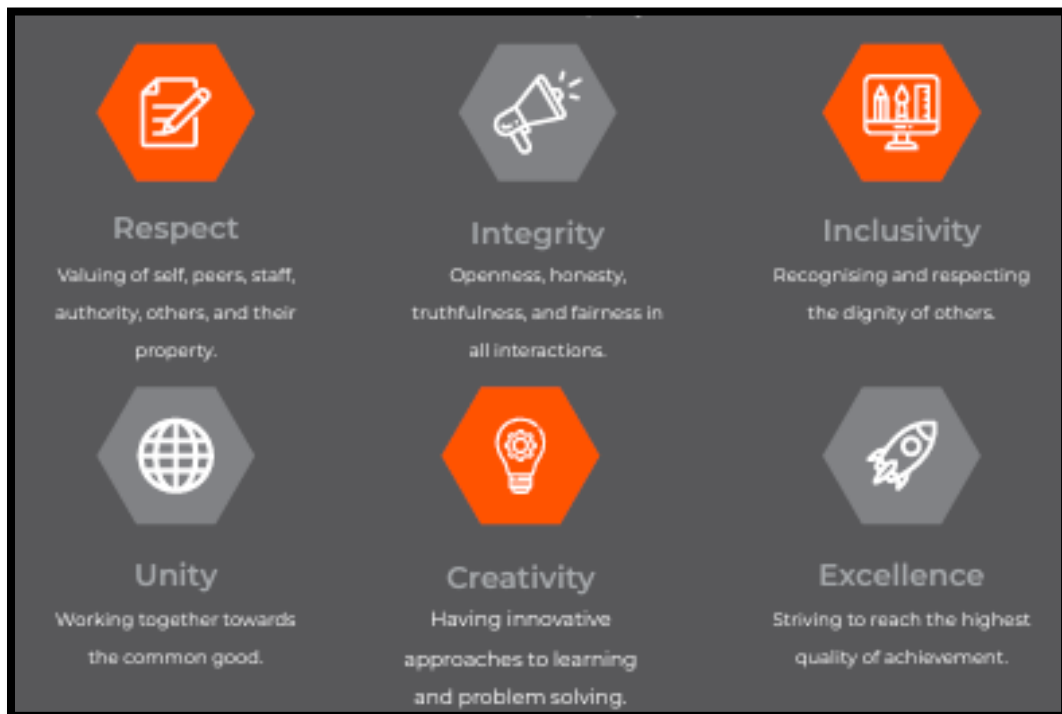 Respect
Valuing of self, peers, staff,
authority, others, and their
property.
Integrity
Openness, honesty,
truthfulness, and fairness in
all interactions.
Inclusivity
Recognising and respecting
the dignity of others.
Unity
Working together towards
the common good.
Creativity
Having innovative
approaches to learning
and problem solving.
Excellence
Striving to reach the highest
quality of achievement.